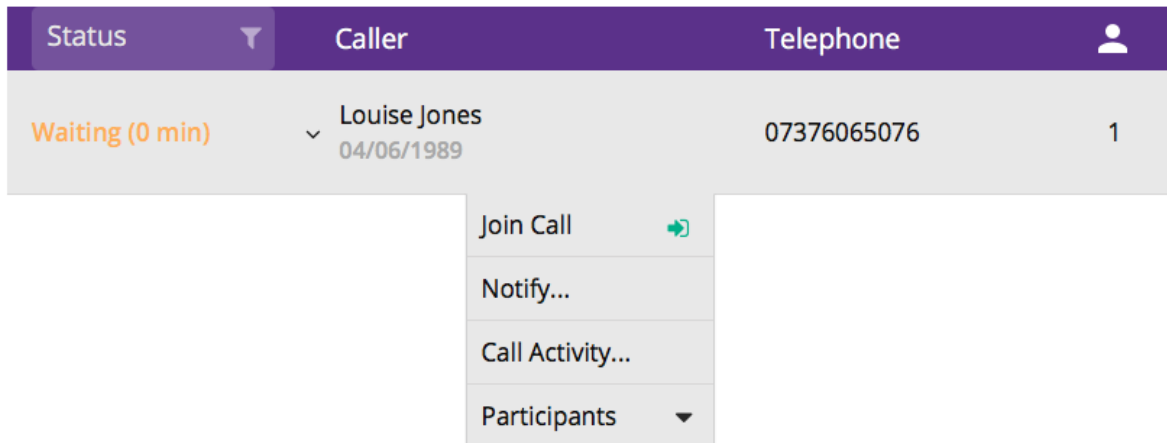 Status Caller Telephone
Waiting (0 min) Louise Jones 07376065076 1
04/06/1989
Join Call
Notify...
Call Activity...
Participants